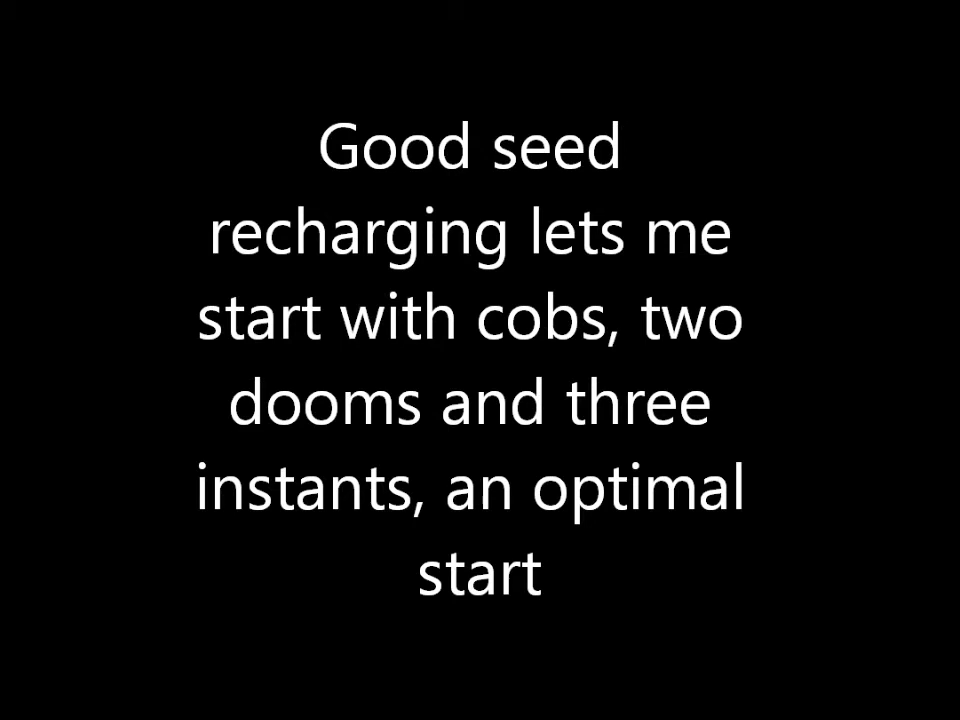 Good seed
recharging lets me
start with cobs, two
dooms and three
instants, an optimal
start